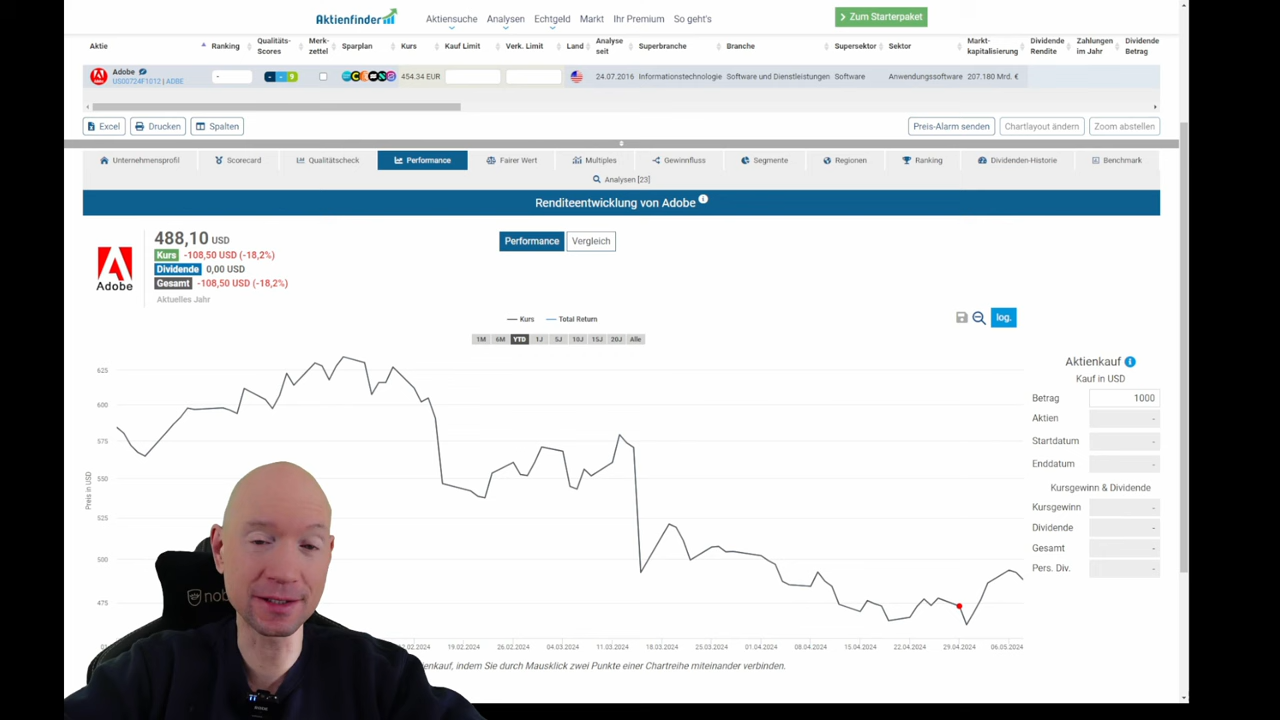 Aktienfinder
Aktiensuche Analysen Echtgeld Markt Ihr Premium So geht's
Zum Starterpaket
Aktie Ranking Qualitäts-Scores Merk-zettel Sparplan Kurs Kauf Limit Verk. Limit Land Analyse seit Superbranche Branche Supersektor Sektor Markt-kapitalisierung Dividende Rendite Zahlungen im Jahr Dividende Betrag
Adobe - - - 9 454.34 EUR 24.07.2016 Informationstechnologie Software und Dienstleistungen Software Anwendungssoftware 207.180 Mrd. €
US00724F1012 | ADBE
Excel Drucken Spalten Preis-Alarm senden Chartlayout ändern Zoom abstellen
Unternehmensprofil Scorecard Qualitätscheck Performance Fairer Wert Multiples Gewinnfluss Segmente Regionen Ranking Dividenden-Historie Benchmark
Analysen [23]
Renditeentwicklung von Adobe
488,10 USD
Kurs -108,50 USD (-18,2%)
Dividende 0,00 USD
Gesamt -108,50 USD (-18,2%)
Aktuelles Jahr
Adobe
Performance Vergleich
Kurs Total Return
log.
1M 6M YTD 1J 5J 10J 15J 20J Alle
Preis in USD
625
600
575
550
525
500
475
19.02.2024 26.02.2024 04.03.2024 11.03.2024 18.03.2024 25.03.2024 01.04.2024 08.04.2024 15.04.2024 22.04.2024 29.04.2024 06.05.2024
indem Sie durch Mausklick zwei Punkte einer Chartreihe miteinander verbinden.
Aktienkauf
Kauf in USD
Betrag 1000
Aktien -
Startdatum -
Enddatum -
Kursgewinn & Dividende
Kursgewinn -
Dividende -
Gesamt -
Pers. Div. -